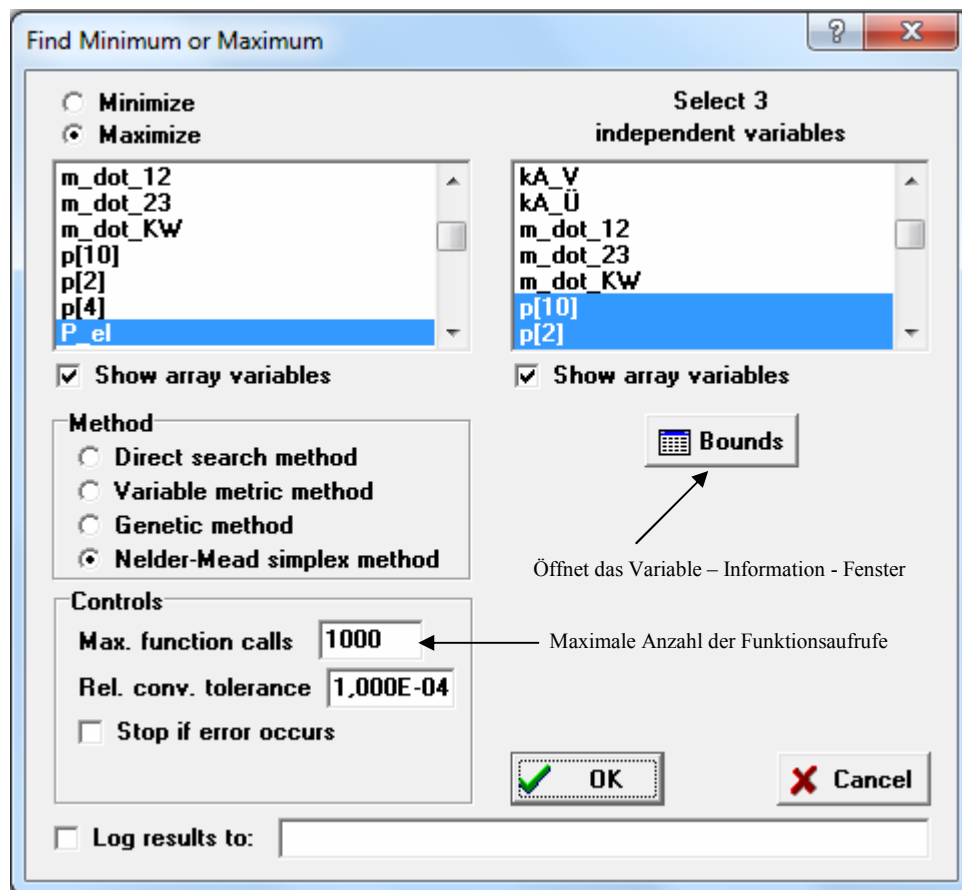 Find Minimum or Maximum
?
Minimize
Maximize
Select 3
independent variables
m_dot_12
m_dot_23
m_dot_KW
p[10]
p[2]
p[4]
P_el
kA_V
kA_Ü
m_dot_12
m_dot_23
m_dot_KW
p[10]
p[2]
Show array variables
Show array variables
Method
Direct search method
Variable metric method
Genetic method
Nelder-Mead simplex method
Bounds
Öffnet das Variable – Information - Fenster
Controls
Max. function calls 1000
Maximale Anzahl der Funktionsaufrufe
Rel. conv. tolerance 1,000E-04
Stop if error occurs
OK
Cancel
Log results to: